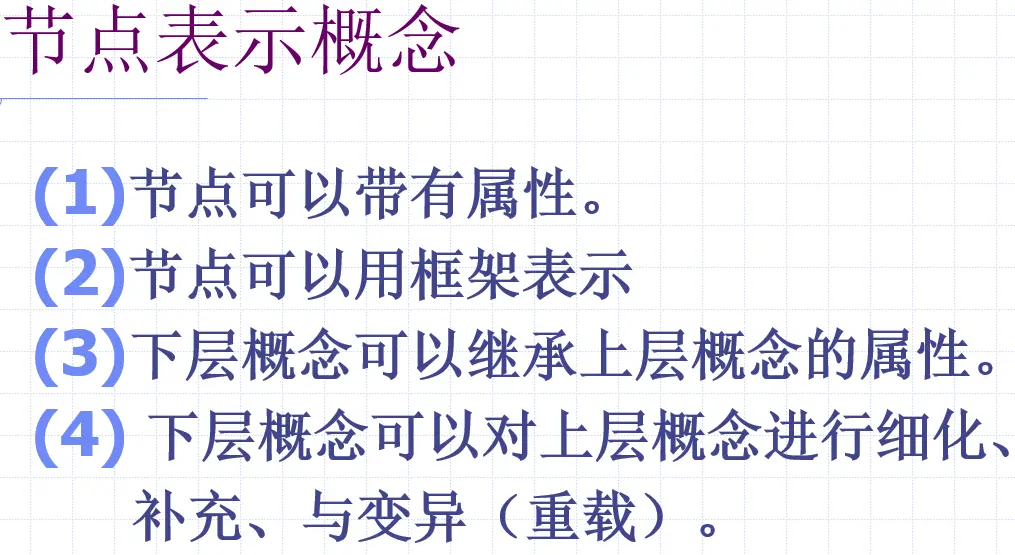 节点表示概念
(1)节点可以带有属性。
(2)节点可以用框架表示
(3)下层概念可以继承上层概念的属性。
(4) 下层概念可以对上层概念进行细化、
补充、与变异（重载）。